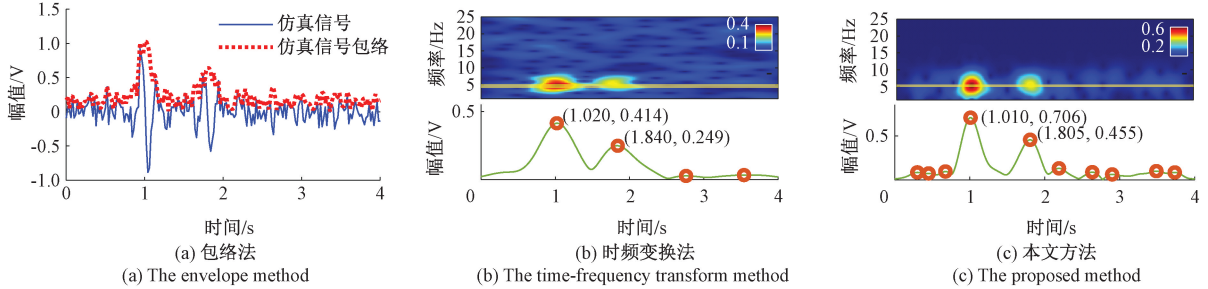 1.5
1.0
0.5
0
-0.5
-1.0
幅值/V
仿真信号
仿真信号包络
0 1 2 3 4
时间/s
(a) 包络法
(a) The envelope method
25
20
15
10
5
频率/Hz
0.4
0.1
0.5
幅值/V
(1.020, 0.414)
(1.840, 0.249)
0 1 2 3 4
时间/s
(b) 时频变换法
(b) The time-frequency transform method
25
20
15
10
5
频率/Hz
0.6
0.2
0.5
幅值/V
(1.010, 0.706)
(1.805, 0.455)
0 1 2 3 4
时间/s
(c) 本文方法
(c) The proposed method